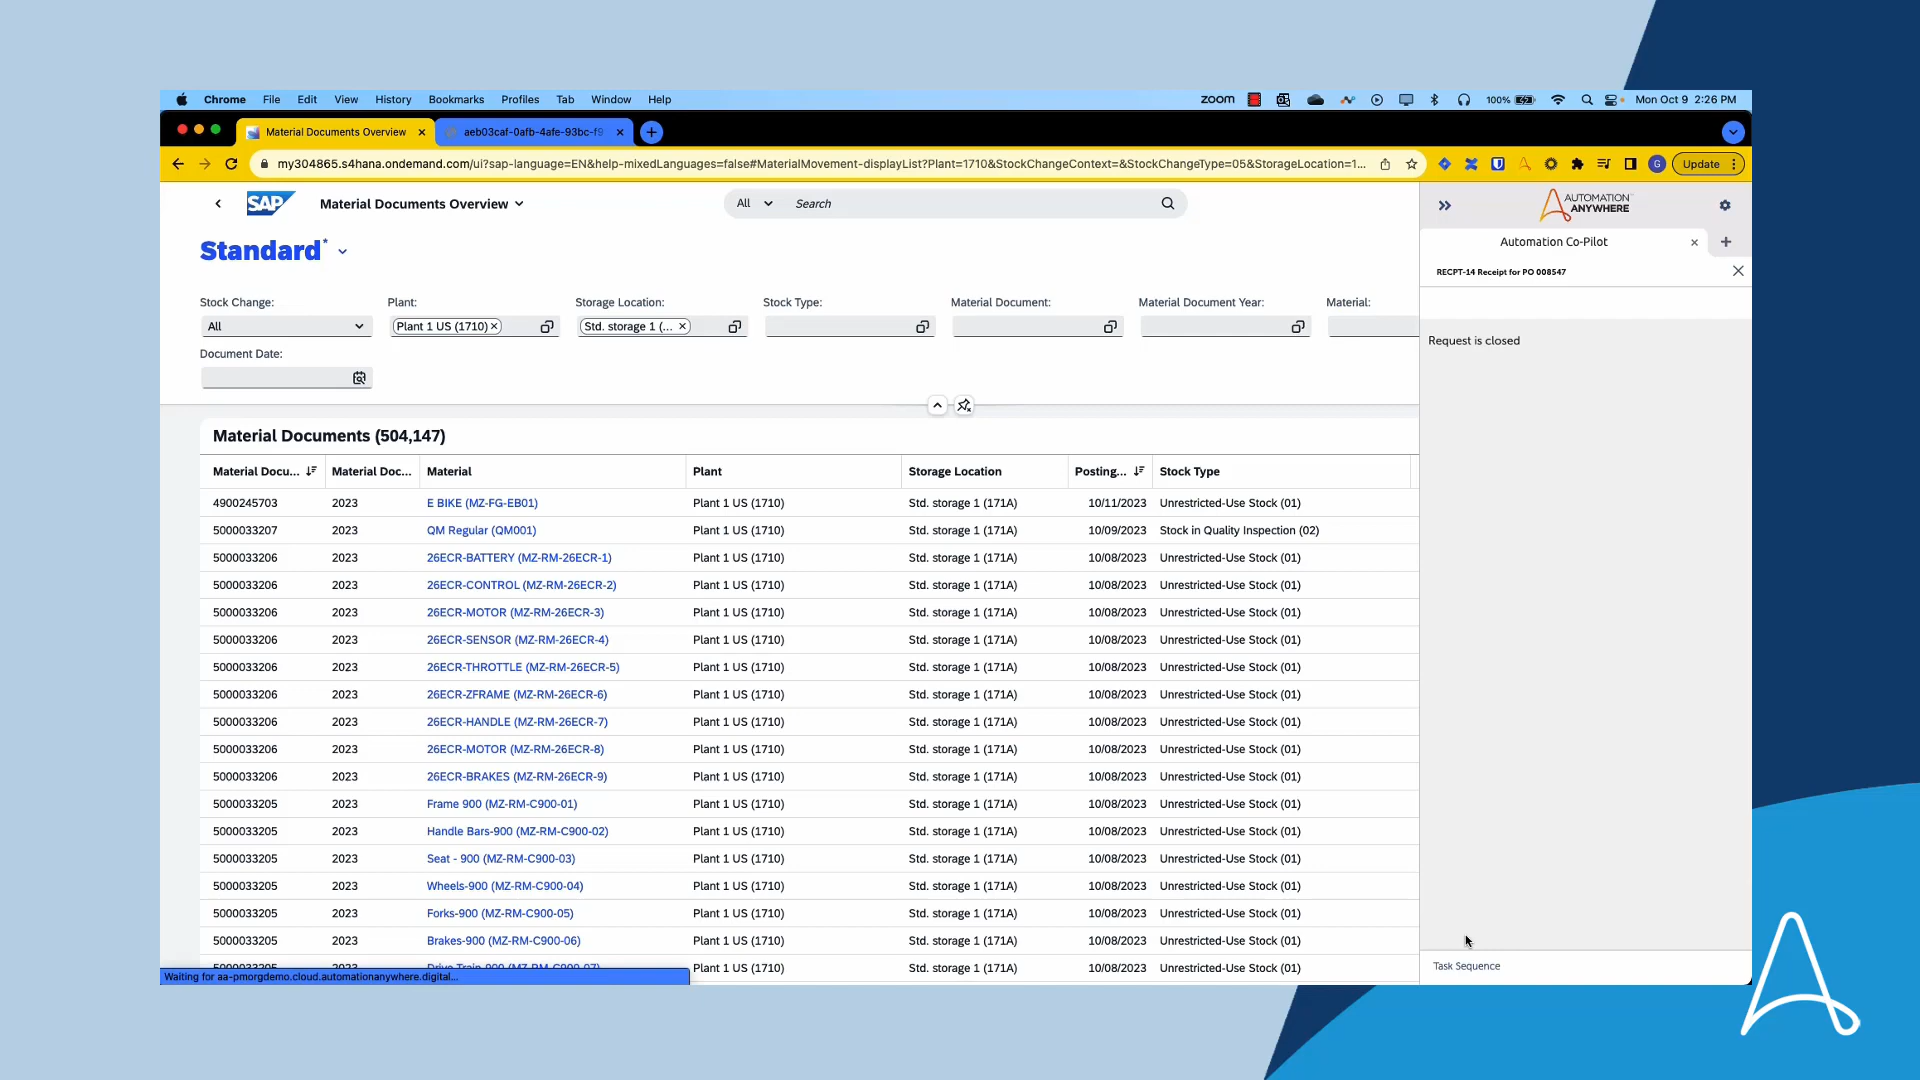 Chrome File Edit View History Bookmarks Profiles Tab Window Help zoom 100% Mon Oct 9 2:26 PM
Material Documents Overview aeb03caf-0afb-4afe-93bc-f9
my304865.s4hana.ondemand.com/ui?sap-language=EN&help-mixedLanguages=false#MaterialMovement-displayList?Plant=1710&StockChangeContext=&StockChangeType=05&StorageLocation=1... G Update
SAP Material Documents Overview All Search
AUTOMATION
ANYWHERE
Standard*
Automation Co-Pilot
RECPT-14 Receipt for PO 008547
Stock Change: Plant: Storage Location: Stock Type: Material Document: Material Document Year: Material:
All Plant 1 US (1710) Std. storage 1 (...
Request is closed
Document Date:
Material Documents (504,147)
Material Docu... Material Doc... Material Plant Storage Location Posting... Stock Type
4900245703 2023 E BIKE (MZ-FG-EB01) Plant 1 US (1710) Std. storage 1 (171A) 10/11/2023 Unrestricted-Use Stock (01)
5000033207 2023 QM Regular (QM001) Plant 1 US (1710) Std. storage 1 (171A) 10/09/2023 Stock in Quality Inspection (02)
5000033206 2023 26ECR-BATTERY (MZ-RM-26ECR-1) Plant 1 US (1710) Std. storage 1 (171A) 10/08/2023 Unrestricted-Use Stock (01)
5000033206 2023 26ECR-CONTROL (MZ-RM-26ECR-2) Plant 1 US (1710) Std. storage 1 (171A) 10/08/2023 Unrestricted-Use Stock (01)
5000033206 2023 26ECR-MOTOR (MZ-RM-26ECR-3) Plant 1 US (1710) Std. storage 1 (171A) 10/08/2023 Unrestricted-Use Stock (01)
5000033206 2023 26ECR-SENSOR (MZ-RM-26ECR-4) Plant 1 US (1710) Std. storage 1 (171A) 10/08/2023 Unrestricted-Use Stock (01)
5000033206 2023 26ECR-THROTTLE (MZ-RM-26ECR-5) Plant 1 US (1710) Std. storage 1 (171A) 10/08/2023 Unrestricted-Use Stock (01)
5000033206 2023 26ECR-ZFRAME (MZ-RM-26ECR-6) Plant 1 US (1710) Std. storage 1 (171A) 10/08/2023 Unrestricted-Use Stock (01)
5000033206 2023 26ECR-HANDLE (MZ-RM-26ECR-7) Plant 1 US (1710) Std. storage 1 (171A) 10/08/2023 Unrestricted-Use Stock (01)
5000033206 2023 26ECR-MOTOR (MZ-RM-26ECR-8) Plant 1 US (1710) Std. storage 1 (171A) 10/08/2023 Unrestricted-Use Stock (01)
5000033206 2023 26ECR-BRAKES (MZ-RM-26ECR-9) Plant 1 US (1710) Std. storage 1 (171A) 10/08/2023 Unrestricted-Use Stock (01)
5000033205 2023 Frame 900 (MZ-RM-C900-01) Plant 1 US (1710) Std. storage 1 (171A) 10/08/2023 Unrestricted-Use Stock (01)
5000033205 2023 Handle Bars-900 (MZ-RM-C900-02) Plant 1 US (1710) Std. storage 1 (171A) 10/08/2023 Unrestricted-Use Stock (01)
5000033205 2023 Seat - 900 (MZ-RM-C900-03) Plant 1 US (1710) Std. storage 1 (171A) 10/08/2023 Unrestricted-Use Stock (01)
5000033205 2023 Wheels-900 (MZ-RM-C900-04) Plant 1 US (1710) Std. storage 1 (171A) 10/08/2023 Unrestricted-Use Stock (01)
5000033205 2023 Forks-900 (MZ-RM-C900-05) Plant 1 US (1710) Std. storage 1 (171A) 10/08/2023 Unrestricted-Use Stock (01)
5000033205 2023 Brakes-900 (MZ-RM-C900-06) Plant 1 US (1710) Std. storage 1 (171A) 10/08/2023 Unrestricted-Use Stock (01)
5000033205 2023 Drive Train-900 (MZ-RM-C900-07) Plant 1 US (1710) Std. storage 1 (171A) 10/08/2023 Unrestricted-Use Stock (01)
Task Sequence
Waiting for aa-pmorgdemo.cloud.automationanywhere.digital...